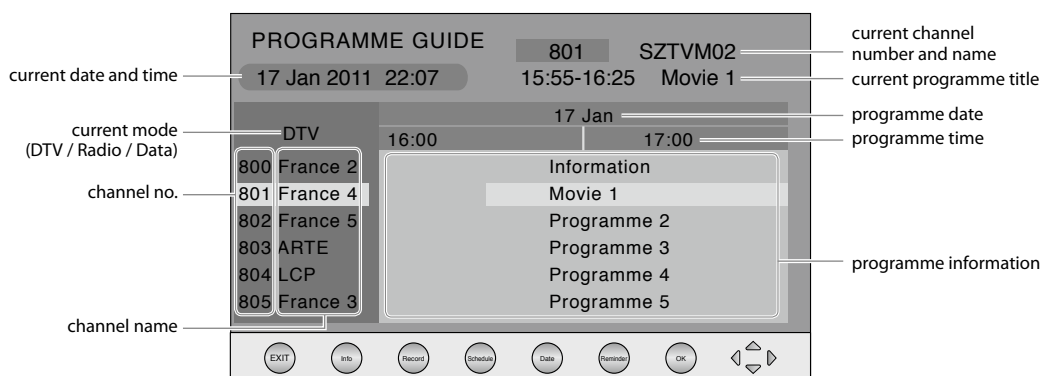 PROGRAMME GUIDE
801 SZTVM02
current channel
number and name
current date and time
17 Jan 2011 22:07
15:55-16:25 Movie 1
current programme title
17 Jan
programme date
current mode
(DTV / Radio / Data)
DTV
16:00
17:00
programme time
800 France 2
Information
channel no.
801 France 4
Movie 1
802 France 5
Programme 2
803 ARTE
Programme 3
programme information
804 LCP
Programme 4
805 France 3
Programme 5
channel name
EXIT
Info
Record
Schedule
Date
Reminder
OK